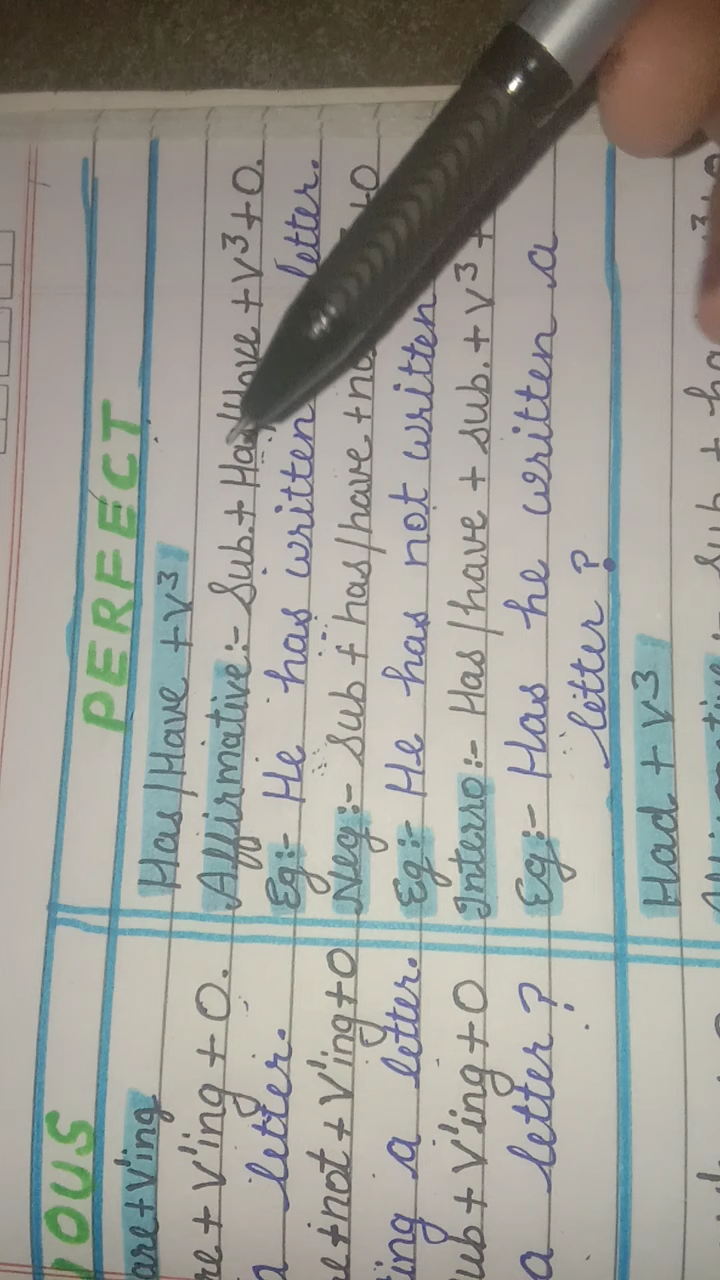 PERFECT
Has/Have + V3
Affirmative:- Sub.+ Has/Have + V3 + O.
Eg:- He has written letter.
Neg:- Sub + has/have + +O
Eg:- He has not written
Interro:- Has/have + sub. + V3 +
Eg:- Has he written a
letter?
Had + V3
sub +
IOUS
are+V'ing
re + V'ing + O.
a letter.
e+not+V'ing+O
ing a letter.
ub + V'ing + O
a letter?